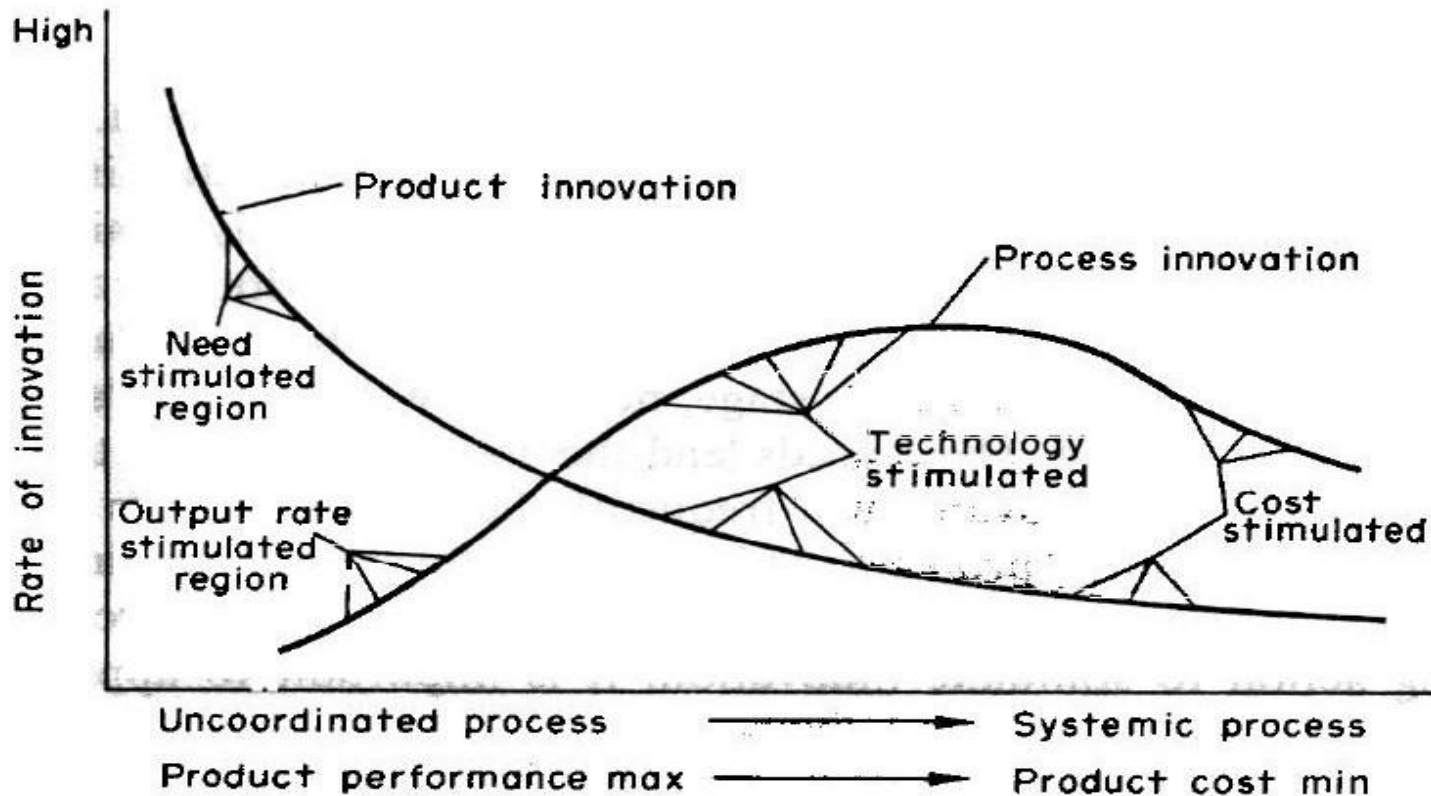 High
Product innovation
Process innovation
Need
stimulated
region
Technology
stimulated
Output rate
stimulated
region
Cost
stimulated
Rate of innovation
Uncoordinated process
Systemic process
Product performance max
Product cost min